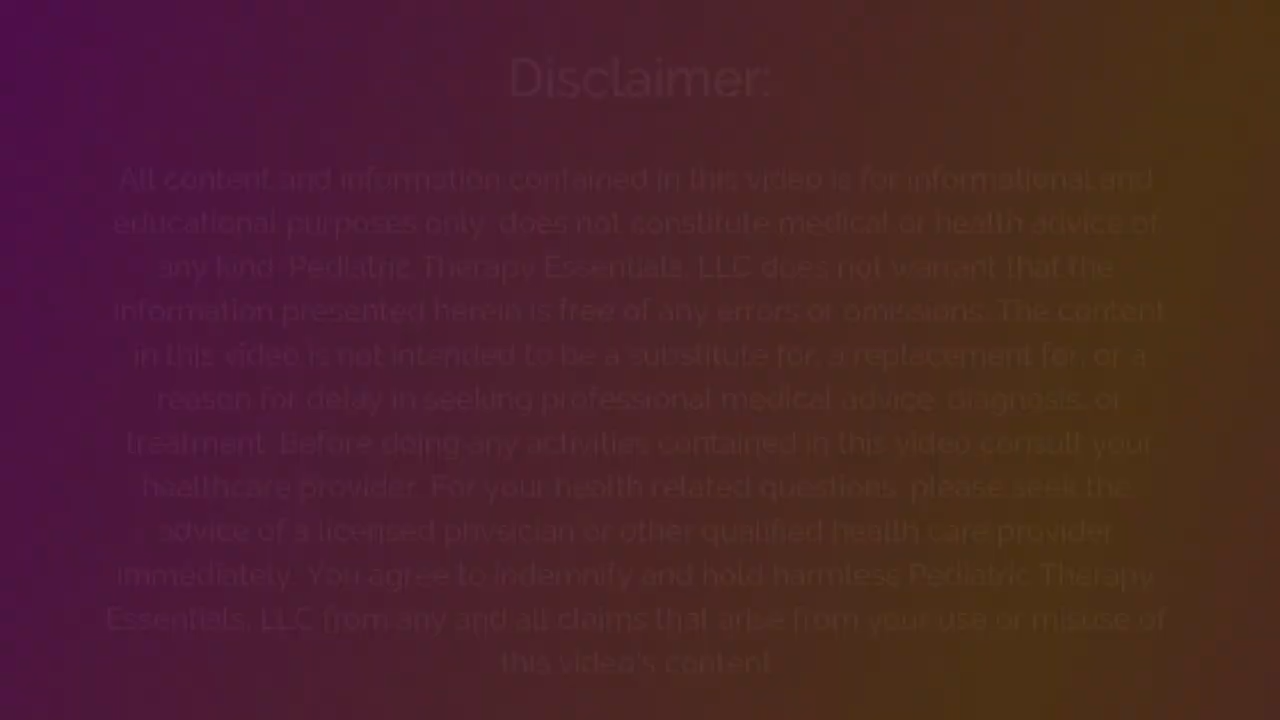 Disclaimer:
All content and information contained in this video is for informational and
educational purposes only, does not constitute medical or health advice of
any kind. Pediatric Therapy Essentials, LLC does not warrant that the
information presented herein is free of any errors or omissions. The content
in this video is not intended to be a substitute for, a replacement for, or a
reason for delay in seeking professional medical advice, diagnosis, or
treatment. Before doing any activities contained in this video consult your
healthcare provider. For your health related questions, please seek the
advice of a licensed physician or other qualified health care provider
immediately. You agree to indemnify and hold harmless Pediatric Therapy
Essentials, LLC from any and all claims that arise from your use or misuse of
this video's content.